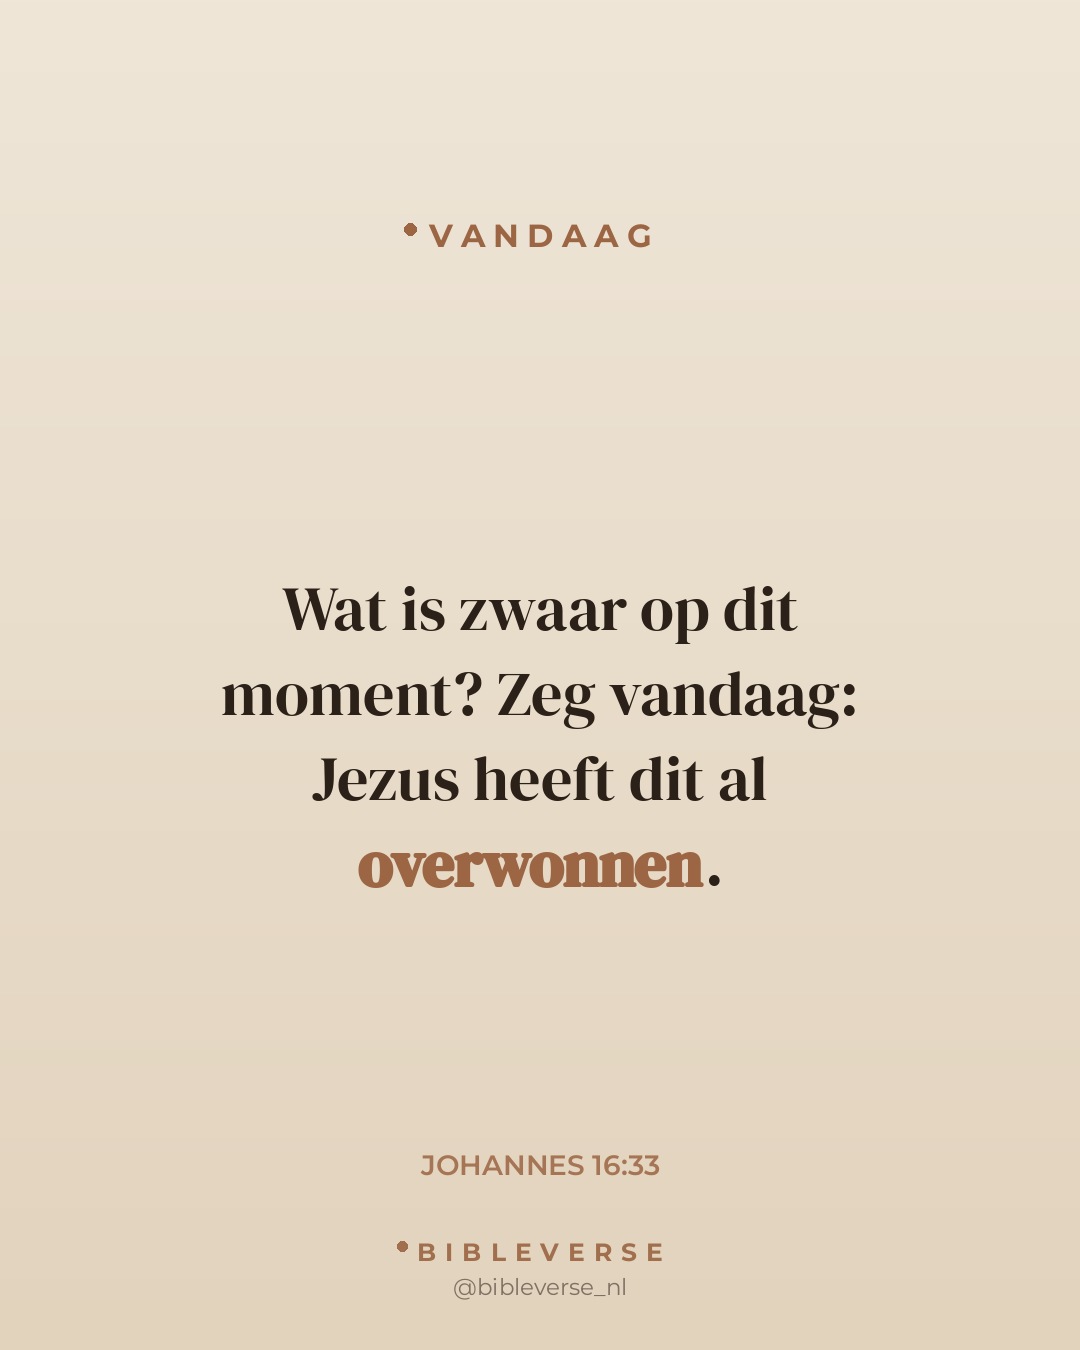 VANDAAG
Wat is zwaar op dit
moment? Zeg vandaag:
Jezus heeft dit al
overwonnen.
JOHANNES 16:33
BIBLEVERSE
@bibleverse_nl